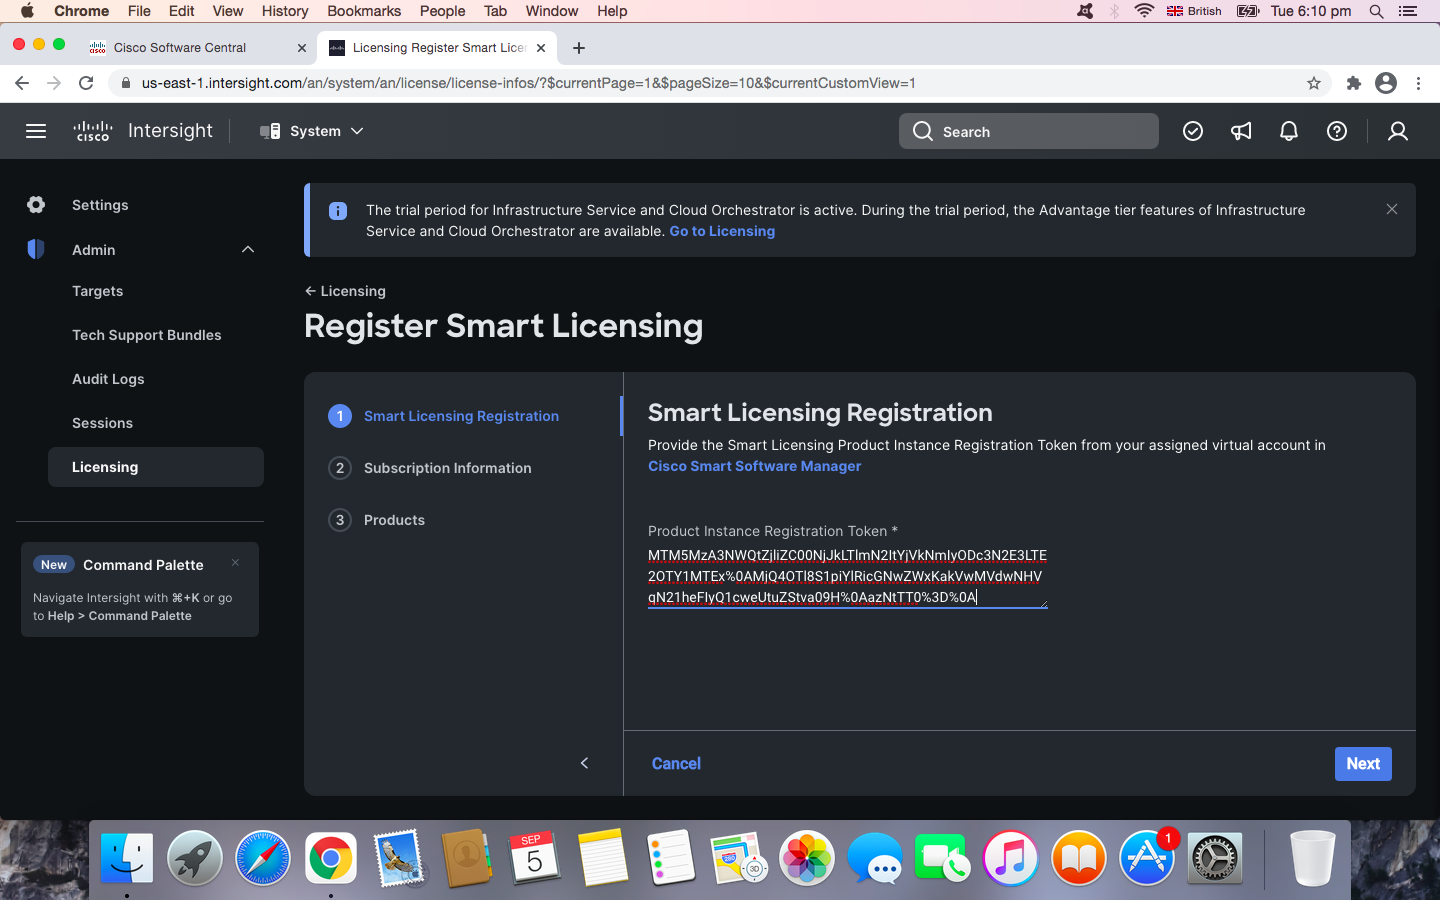 Chrome File Edit View History Bookmarks People Tab Window Help British Tue 6:10 pm
Cisco Software Central
Licensing Register Smart Licen
us-east-1.intersight.com/an/system/an/license/license-infos/?$currentPage=1&$pageSize=10&$currentCustomView=1
CISCO Intersight System Search
Settings
Admin
Targets
Tech Support Bundles
Audit Logs
Sessions
Licensing
New Command Palette
Navigate Intersight with ⌘+K or go
to Help > Command Palette
The trial period for Infrastructure Service and Cloud Orchestrator is active. During the trial period, the Advantage tier features of Infrastructure
Service and Cloud Orchestrator are available. Go to Licensing
← Licensing
Register Smart Licensing
1 Smart Licensing Registration
2 Subscription Information
3 Products
Smart Licensing Registration
Provide the Smart Licensing Product Instance Registration Token from your assigned virtual account in
Cisco Smart Software Manager
Product Instance Registration Token *
Cancel
Next
SEP
5
280
3D
1